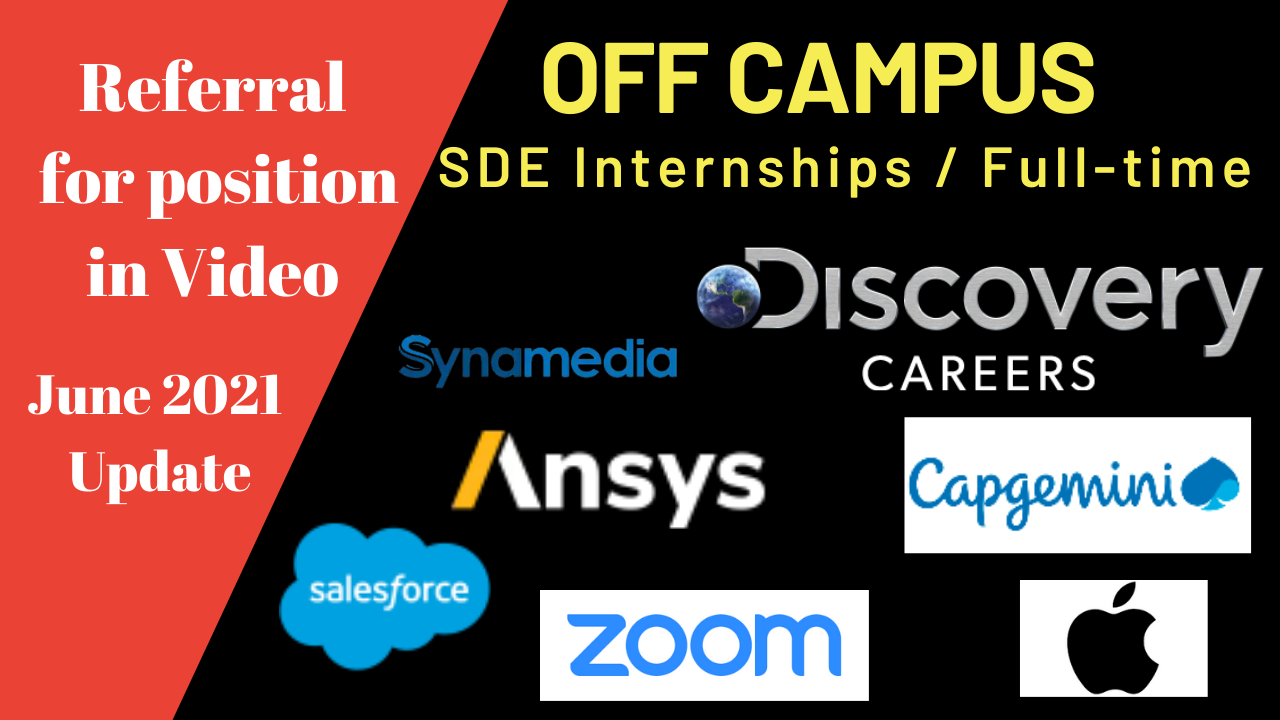 Referral
for position
in Video
June 2021
Update
OFF CAMPUS
SDE Internships / Full-time
Discovery
CAREERS
Synamedia
Ansys
Capgemini
salesforce
zoom